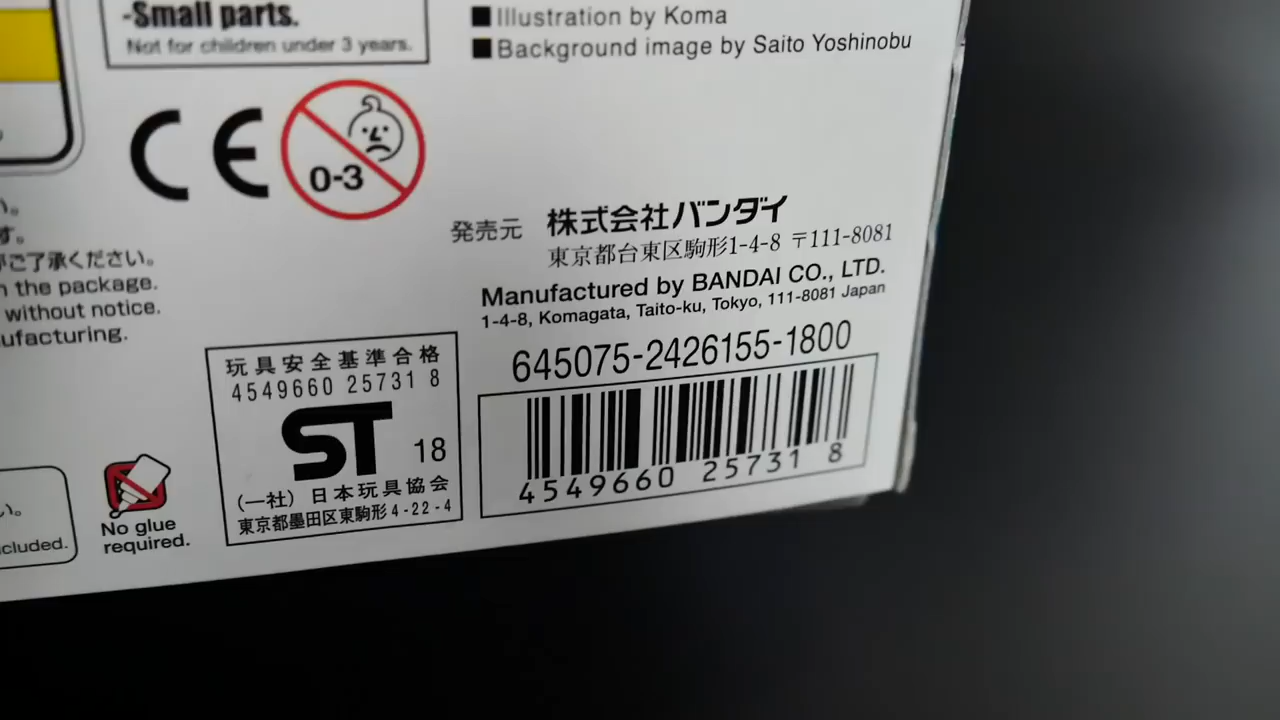 -Small parts.
Not for children under 3 years.
■Illustration by Koma
■Background image by Saito Yoshinobu
CE
0-3
い。
す。
がご了承ください。
n the package.
without notice.
ufacturing.
発売元 株式会社バンダイ
東京都台東区駒形1-4-8 〒111-8081
Manufactured by BANDAI CO., LTD.
1-4-8, Komagata, Taito-ku, Tokyo, 111-8081 Japan
645075-2426155-1800
4549660 25731 8
玩具安全基準合格
4549660 25731 8
ST 18
(一社) 日本玩具協会
東京都墨田区東駒形4-22-4
No glue
required.
い。
cluded.